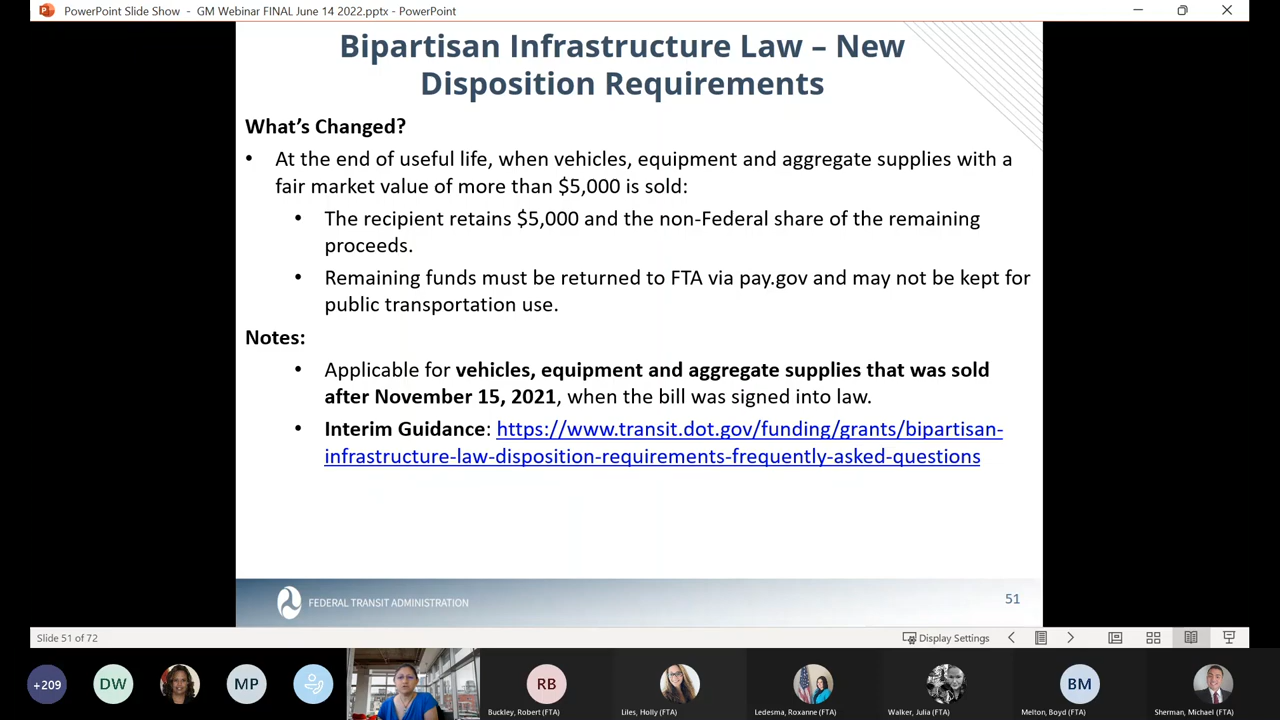 PowerPoint Slide Show - GM Webinar FINAL June 14 2022.pptx - PowerPoint
Bipartisan Infrastructure Law – New
Disposition Requirements
What's Changed?
• At the end of useful life, when vehicles, equipment and aggregate supplies with a
fair market value of more than $5,000 is sold:
• The recipient retains $5,000 and the non-Federal share of the remaining
proceeds.
• Remaining funds must be returned to FTA via pay.gov and may not be kept for
public transportation use.
Notes:
• Applicable for vehicles, equipment and aggregate supplies that was sold
after November 15, 2021, when the bill was signed into law.
• Interim Guidance: https://www.transit.dot.gov/funding/grants/bipartisan-
infrastructure-law-disposition-requirements-frequently-asked-questions
FEDERAL TRANSIT ADMINISTRATION
51
Slide 51 of 72
Display Settings
+209
DW
MP
RB
BM
Buckley, Robert (FTA)
Liles, Holly (FTA)
Ledesma, Roxanne (FTA)
Walker, Julia (FTA)
Melton, Boyd (FTA)
Sherman, Michael (FTA)